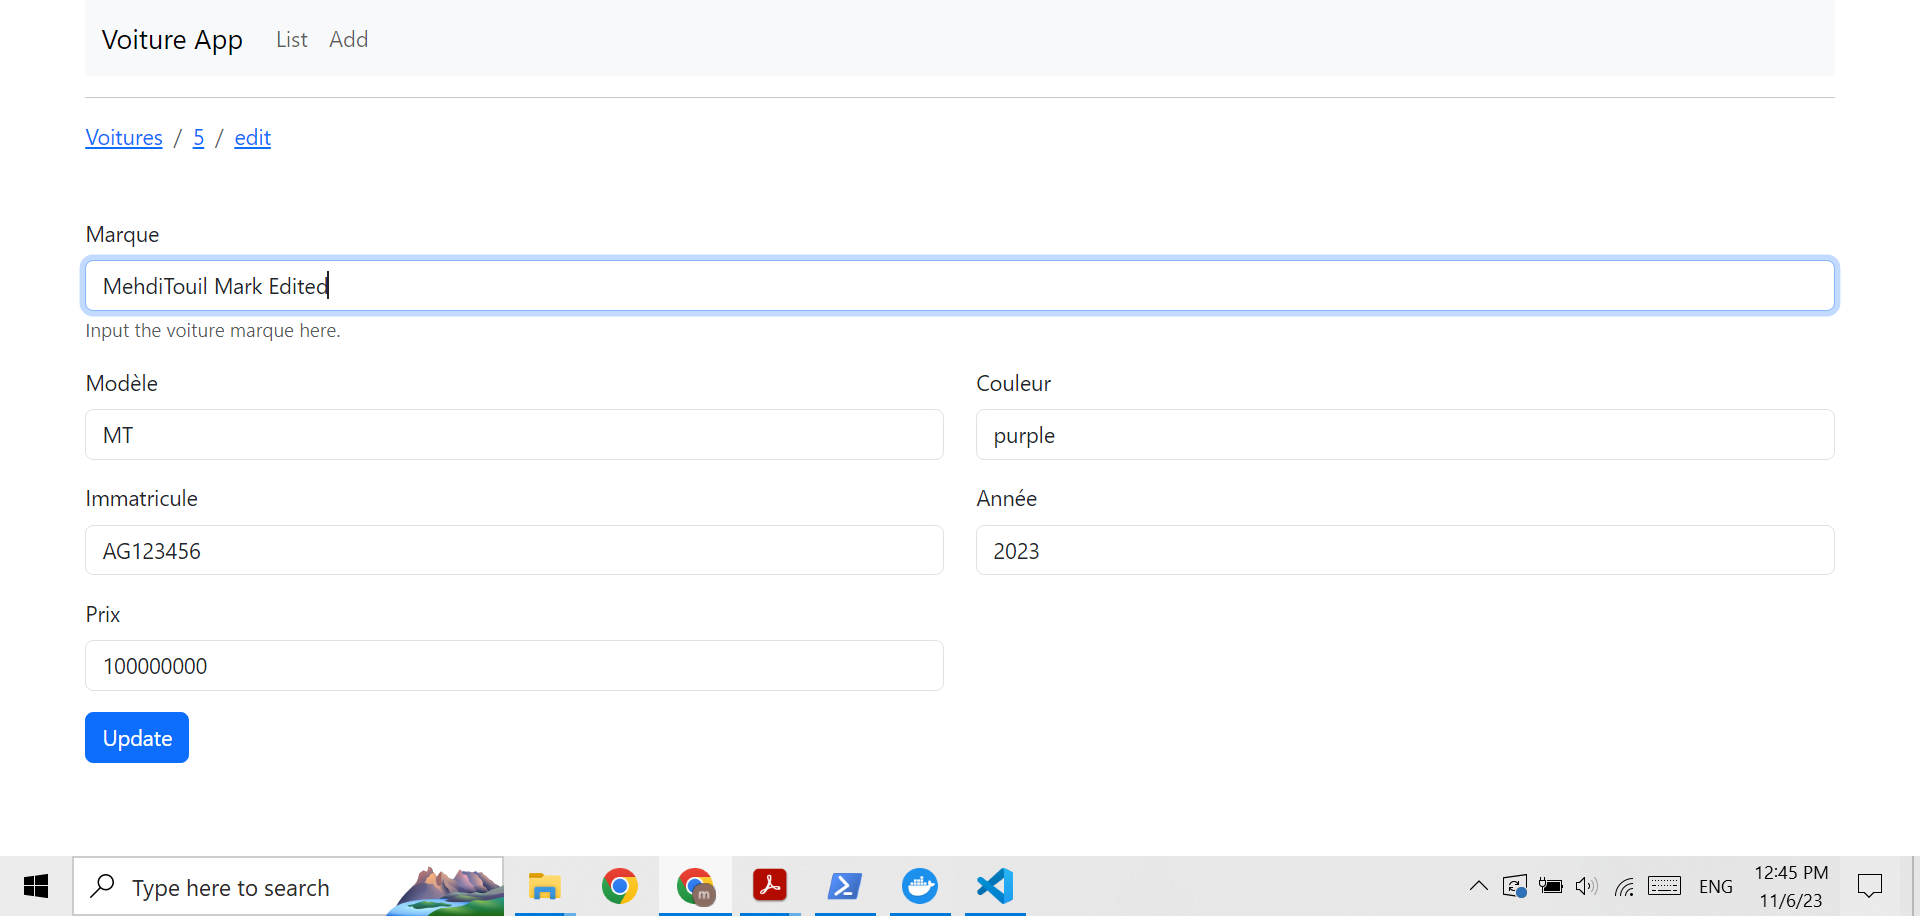 Voiture App List Add
Voitures / 5 / edit
Marque
MehdiTouil Mark Edited
Input the voiture marque here.
Modèle Couleur
MT purple
Immatricule Année
AG123456 2023
Prix
100000000
Update
Type here to search m ENG 12:45 PM
11/6/23